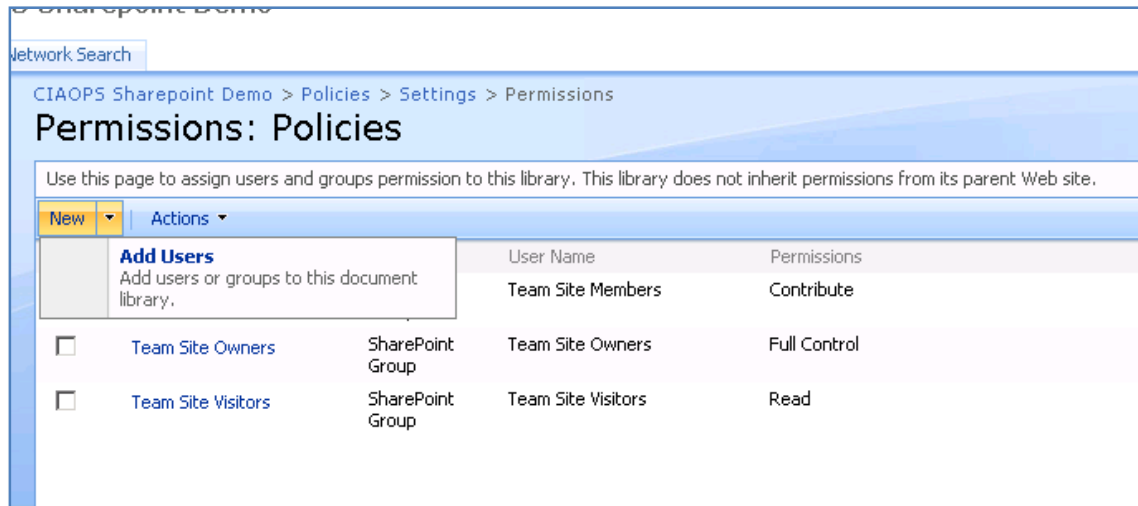 Sharepoint Demo
Network Search
CIAOPS Sharepoint Demo > Policies > Settings > Permissions
Permissions: Policies
Use this page to assign users and groups permission to this library. This library does not inherit permissions from its parent Web site.
New Actions
Add Users
Add users or groups to this document
library.
User Name Permissions
Team Site Members Contribute
Team Site Owners SharePoint Group Team Site Owners Full Control
Team Site Visitors SharePoint Group Team Site Visitors Read